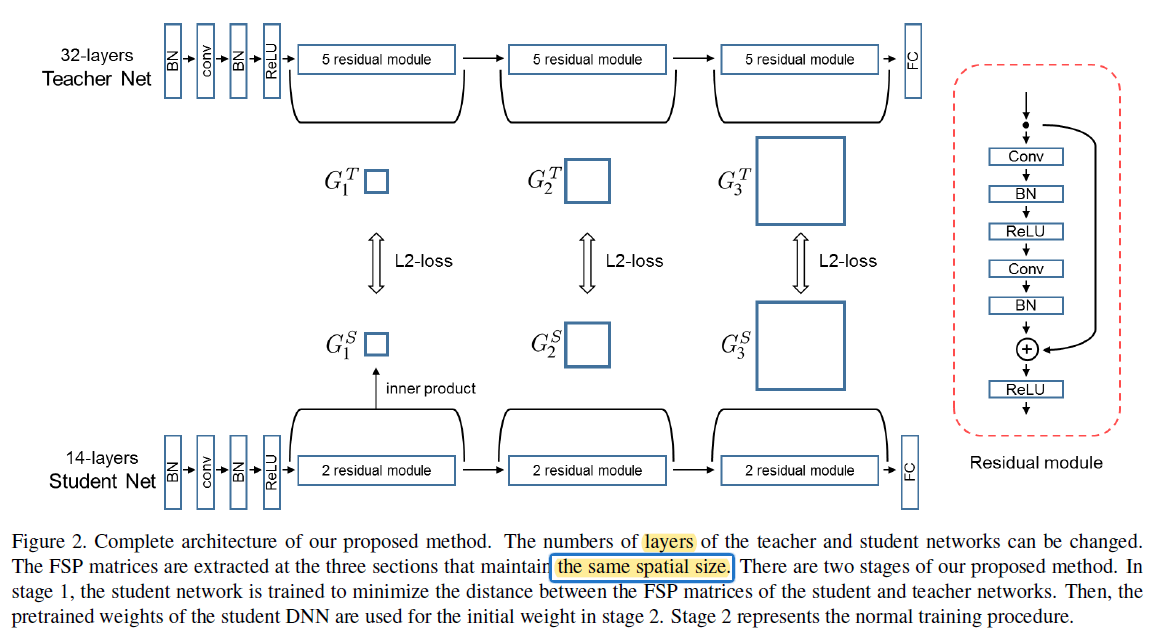 32-layers
Teacher Net
BN
conv
BN
ReLU
5 residual module
5 residual module
5 residual module
FC
G_1^T
G_2^T
G_3^T
L2-loss
L2-loss
L2-loss
G_1^S
G_2^S
G_3^S
inner product
14-layers
Student Net
BN
conv
BN
ReLU
2 residual module
2 residual module
2 residual module
FC
Conv
BN
ReLU
Conv
BN
+
ReLU
Residual module
Figure 2. Complete architecture of our proposed method. The numbers of layers of the teacher and student networks can be changed.
The FSP matrices are extracted at the three sections that maintain the same spatial size. There are two stages of our proposed method. In
stage 1, the student network is trained to minimize the distance between the FSP matrices of the student and teacher networks. Then, the
pretrained weights of the student DNN are used for the initial weight in stage 2. Stage 2 represents the normal training procedure.